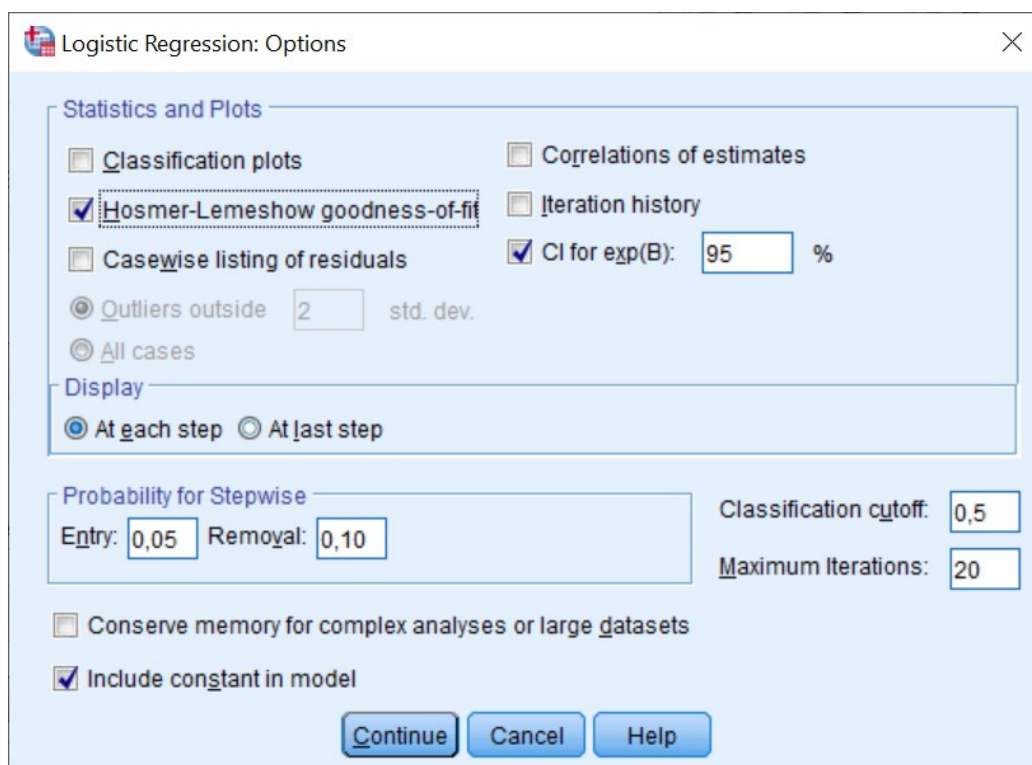 Logistic Regression: Options
Statistics and Plots
Classification plots
Correlations of estimates
Hosmer-Lemeshow goodness-of-fit
Iteration history
Casewise listing of residuals
CI for exp(B): 95 %
Outliers outside 2 std. dev.
All cases
Display
At each step At last step
Probability for Stepwise
Entry: 0,05 Removal: 0,10
Classification cutoff: 0,5
Maximum Iterations: 20
Conserve memory for complex analyses or large datasets
Include constant in model
Continue Cancel Help